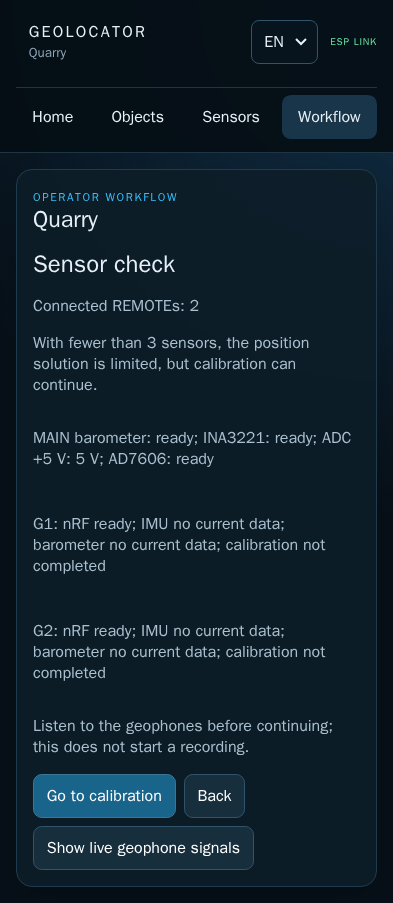 GEOLOCATOR
Quarry
EN
ESP LINK
Home
Objects
Sensors
Workflow
OPERATOR WORKFLOW
Quarry
Sensor check
Connected REMOTEs: 2
With fewer than 3 sensors, the position
solution is limited, but calibration can
continue.
MAIN barometer: ready; INA3221: ready; ADC
+5 V: 5 V; AD7606: ready
G1: nRF ready; IMU no current data;
barometer no current data; calibration not
completed
G2: nRF ready; IMU no current data;
barometer no current data; calibration not
completed
Listen to the geophones before continuing;
this does not start a recording.
Go to calibration
Back
Show live geophone signals